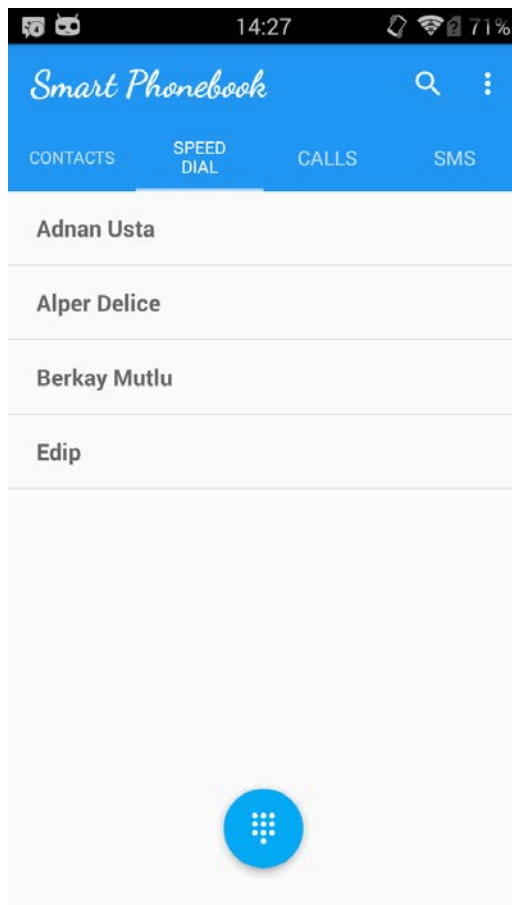 14:27
71%
Smart Phonebook
CONTACTS
SPEED
DIAL
CALLS
SMS
Adnan Usta
Alper Delice
Berkay Mutlu
Edip